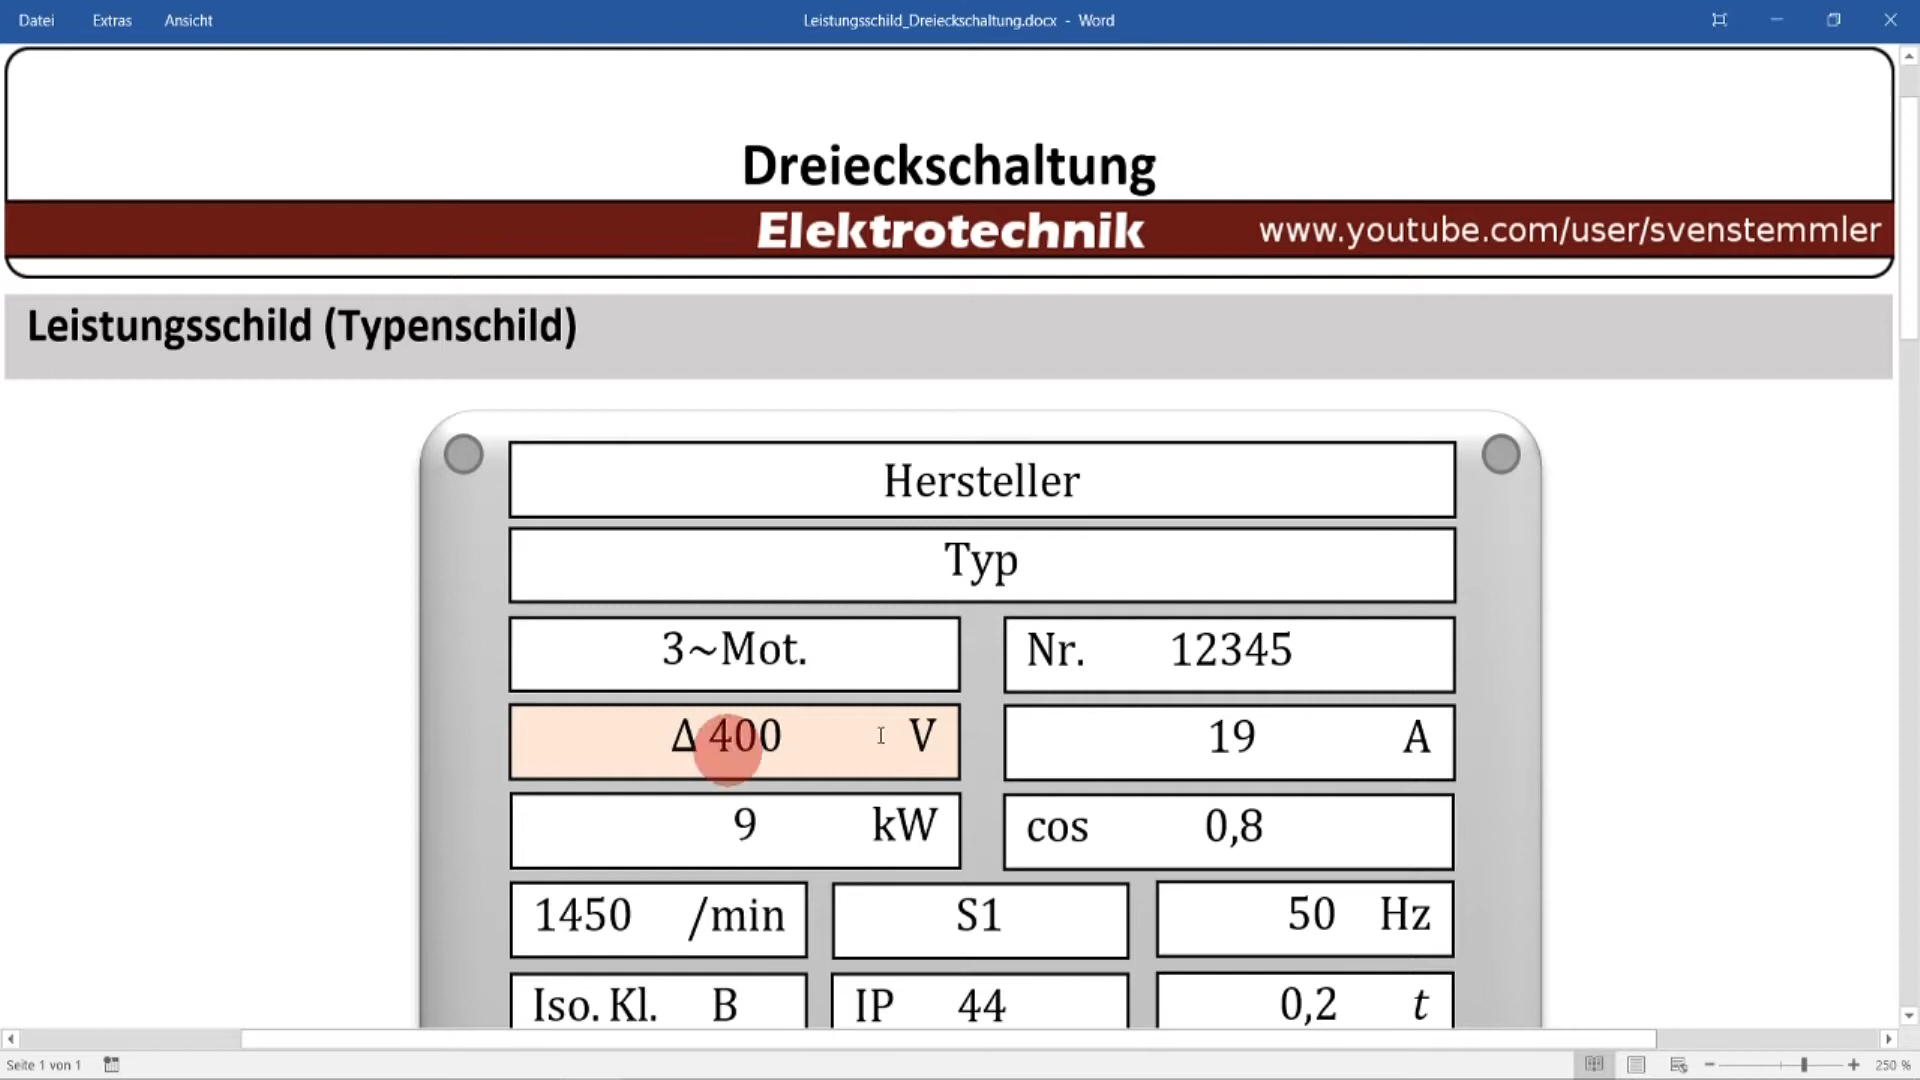 Datei Extras Ansicht Leistungsschild_Dreieckschaltung.docx - Word
Dreieckschaltung
Elektrotechnik www.youtube.com/user/svenstemmler
Leistungsschild (Typenschild)
Hersteller
Typ
3~Mot. Nr. 12345
Δ 400 V 19 A
9 kW cos 0,8
1450 /min S1 50 Hz
Iso. Kl. B IP 44 0,2 t
Seite 1 von 1 250 %